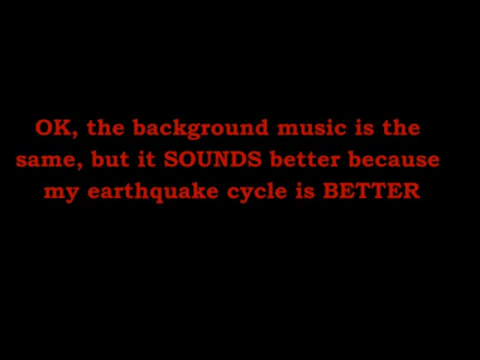 OK, the background music is the
same, but it SOUNDS better because
my earthquake cycle is BETTER